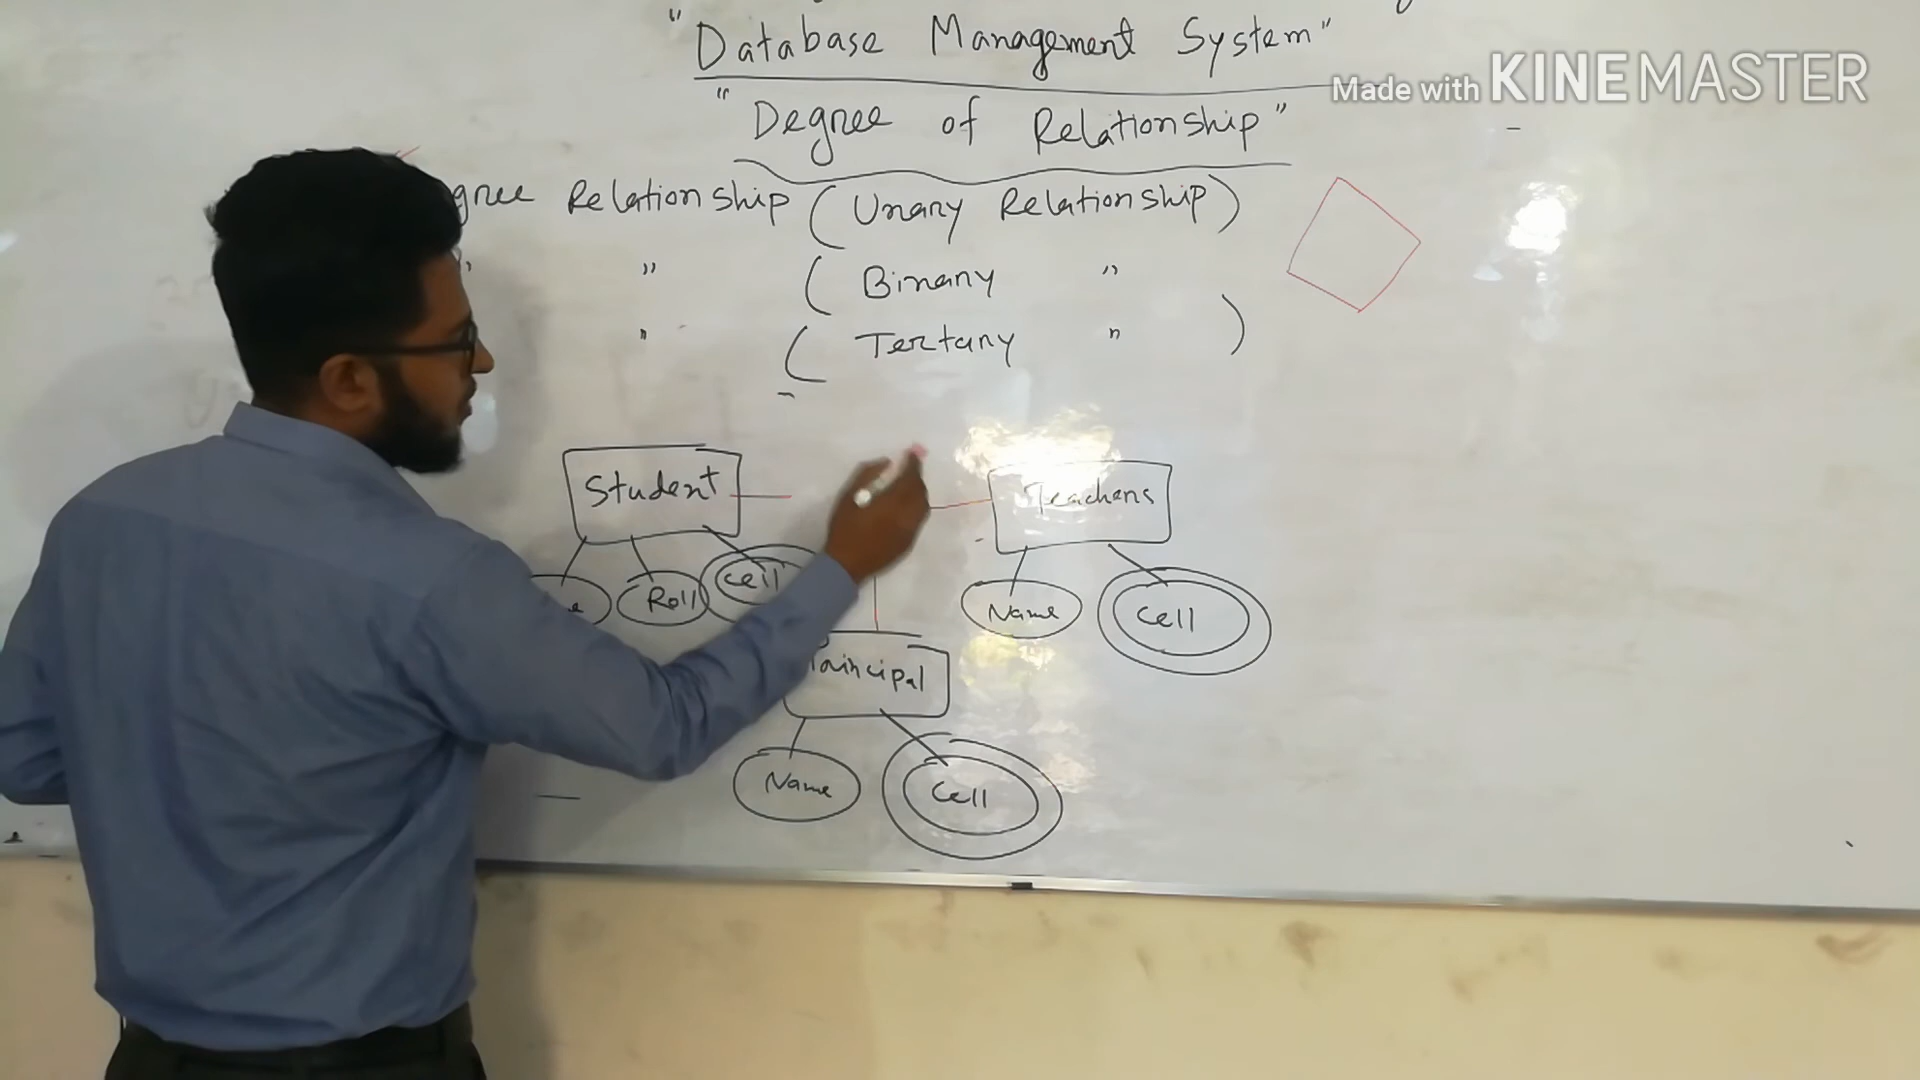 "Database Management System"
Made with KINEMASTER
"Degree of Relationship"
gree Relationship (Unary Relationship)
" " (Binary "
" (Tertary " )
Student
Teachers
Roll
Cell
Name
Cell
Principal
Name
Cell